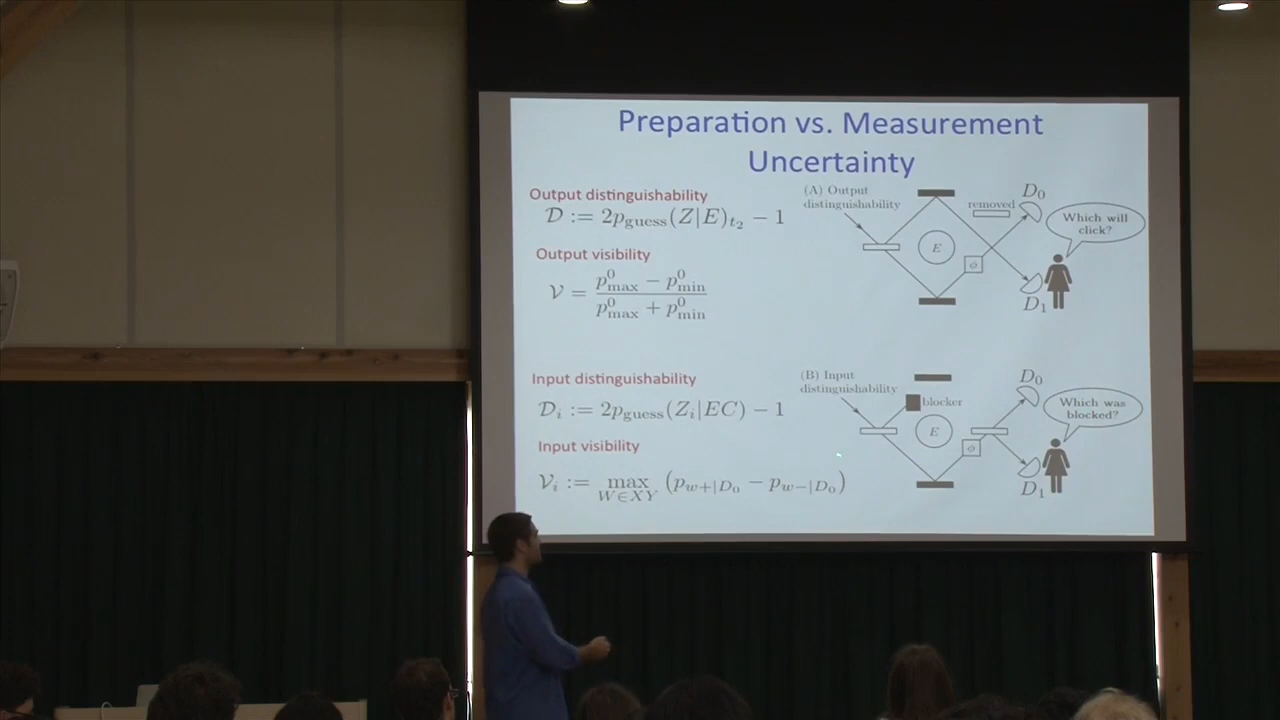 Preparation vs. Measurement
Uncertainty
Output distinguishability
𝒟 := 2p_guess(Z|E)_{t_2} − 1
Output visibility
𝒱 = (p^0_max − p^0_min) / (p^0_max + p^0_min)
(A) Output
distinguishability
removed
E
ϕ
D_0
D_1
Which will
click?
Input distinguishability
𝒟_i := 2p_guess(Z_i|EC) − 1
Input visibility
𝒱_i := max_{W∈XY} (p_{w+|D_0} − p_{w−|D_0})
(B) Input
distinguishability
blocker
E
ϕ
D_0
D_1
Which was
blocked?